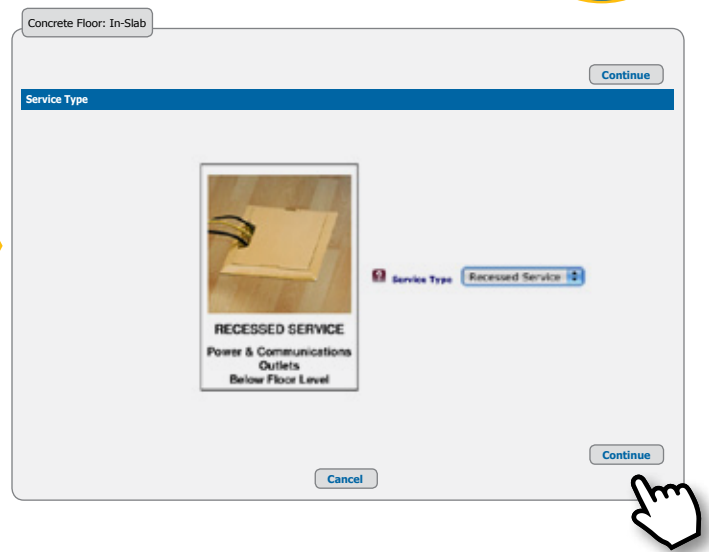 Concrete Floor: In-Slab
Continue
Service Type
RECESSED SERVICE
Power & Communications
Outlets
Below Floor Level
Service Type Recessed Service
Continue
Cancel